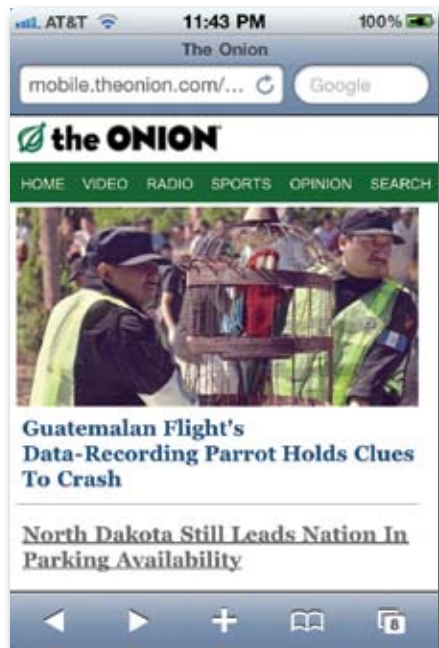 AT&T 11:43 PM 100%
The Onion
mobile.theonion.com/... Google
the ONION
HOME VIDEO RADIO SPORTS OPINION SEARCH
Guatemalan Flight's
Data-Recording Parrot Holds Clues
To Crash
North Dakota Still Leads Nation In
Parking Availability
8